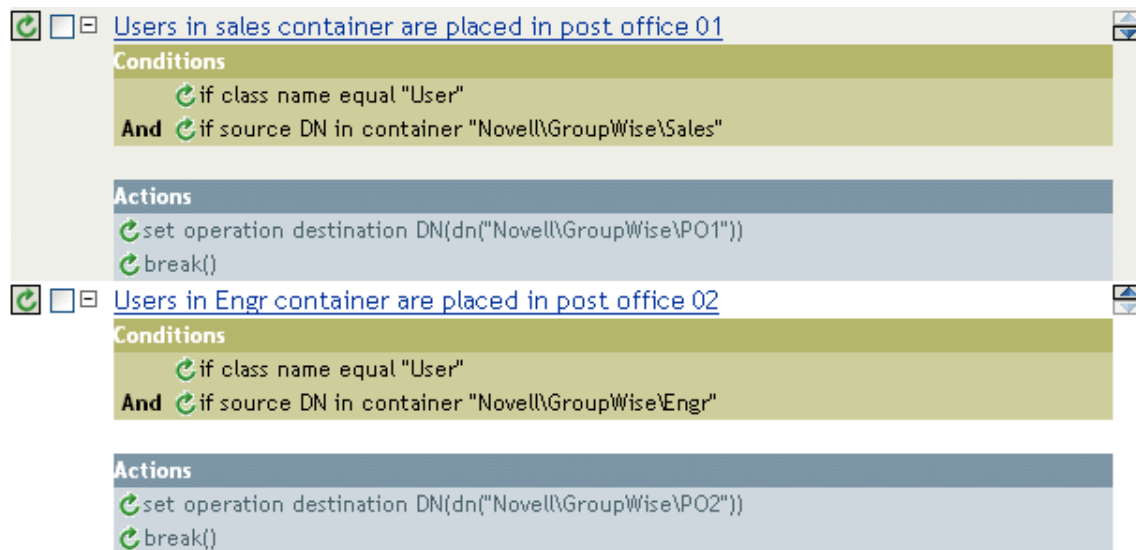 Users in sales container are placed in post office 01
Conditions
if class name equal "User"
And if source DN in container "Novell\GroupWise\Sales"
Actions
set operation destination DN(dn("Novell\GroupWise\PO1"))
break()
Users in Engr container are placed in post office 02
Conditions
if class name equal "User"
And if source DN in container "Novell\GroupWise\Engr"
Actions
set operation destination DN(dn("Novell\GroupWise\PO2"))
break()